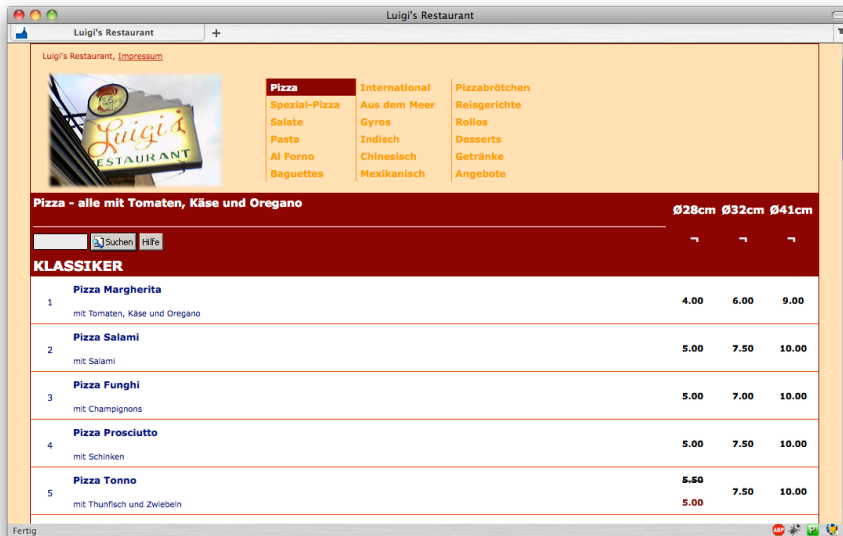 Luigi's Restaurant
Luigi's Restaurant +
Luigi's Restaurant, Impressum
Luigi's
RESTAURANT
Pizza International Pizzabrötchen
Spezial-Pizza Aus dem Meer Reisgerichte
Salate Gyros Rollos
Pasta Indisch Desserts
Al Forno Chinesisch Getränke
Baguettes Mexikanisch Angebote
Pizza - alle mit Tomaten, Käse und Oregano
Ø28cm Ø32cm Ø41cm
Suchen Hilfe ¬ ¬ ¬
KLASSIKER
Pizza Margherita
1 4.00 6.00 9.00
mit Tomaten, Käse und Oregano
Pizza Salami
2 5.00 7.50 10.00
mit Salami
Pizza Funghi
3 5.00 7.00 10.00
mit Champignons
Pizza Prosciutto
4 5.00 7.50 10.00
mit Schinken
Pizza Tonno 5.50
5 7.50 10.00
mit Thunfisch und Zwiebeln 5.00
Fertig ABP P